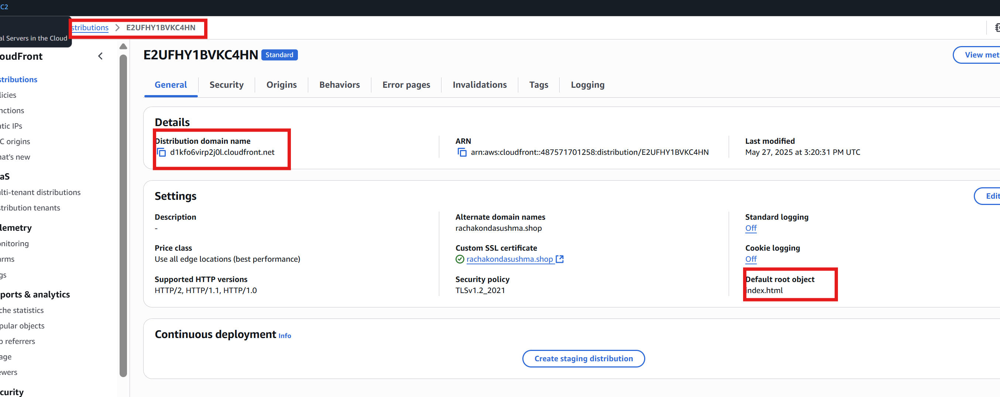 C2
stributions > E2UFHY1BVKC4HN
al Servers in the Cloud
oudFront
stributions
licies
nctions
atic IPs
C origins
hat's new
aS
ulti-tenant distributions
stribution tenants
lemetry
onitoring
arms
gs
ports & analytics
che statistics
pular objects
p referrers
age
ewers
curity
E2UFHY1BVKC4HN Standard
View met
General Security Origins Behaviors Error pages Invalidations Tags Logging
Details
Distribution domain name
d1kfo6virp2j0l.cloudfront.net
ARN
arn:aws:cloudfront::487571701258:distribution/E2UFHY1BVKC4HN
Last modified
May 27, 2025 at 3:20:31 PM UTC
Settings
Edit
Description
-
Price class
Use all edge locations (best performance)
Supported HTTP versions
HTTP/2, HTTP/1.1, HTTP/1.0
Alternate domain names
rachakondasushma.shop
Custom SSL certificate
rachakondasushma.shop
Security policy
TLSv1.2_2021
Standard logging
Off
Cookie logging
Off
Default root object
index.html
Continuous deployment Info
Create staging distribution